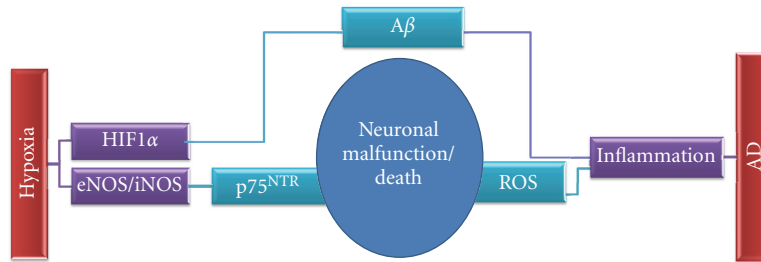 Hypoxia
HIF1α
eNOS/iNOS
p75NTR
Aβ
Neuronal
malfunction/
death
ROS
Inflammation
AD